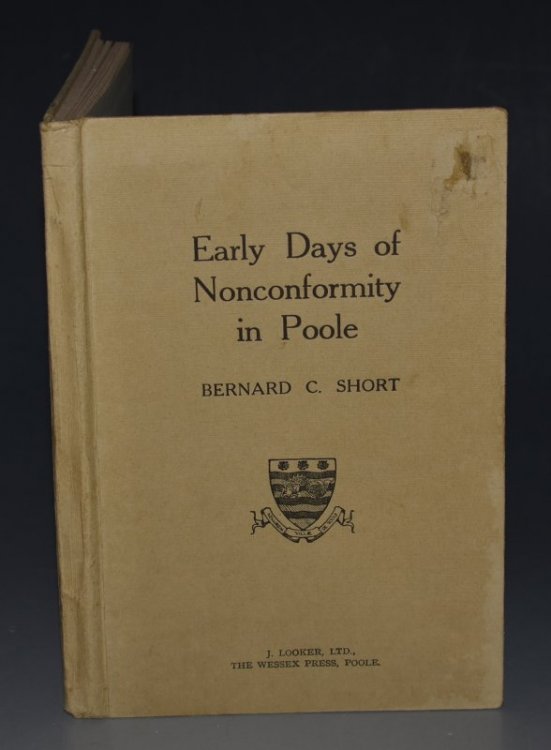 Early Days of
Nonconformity
in Poole
BERNARD C. SHORT
J. LOOKER, LTD.,
THE WESSEX PRESS, POOLE.